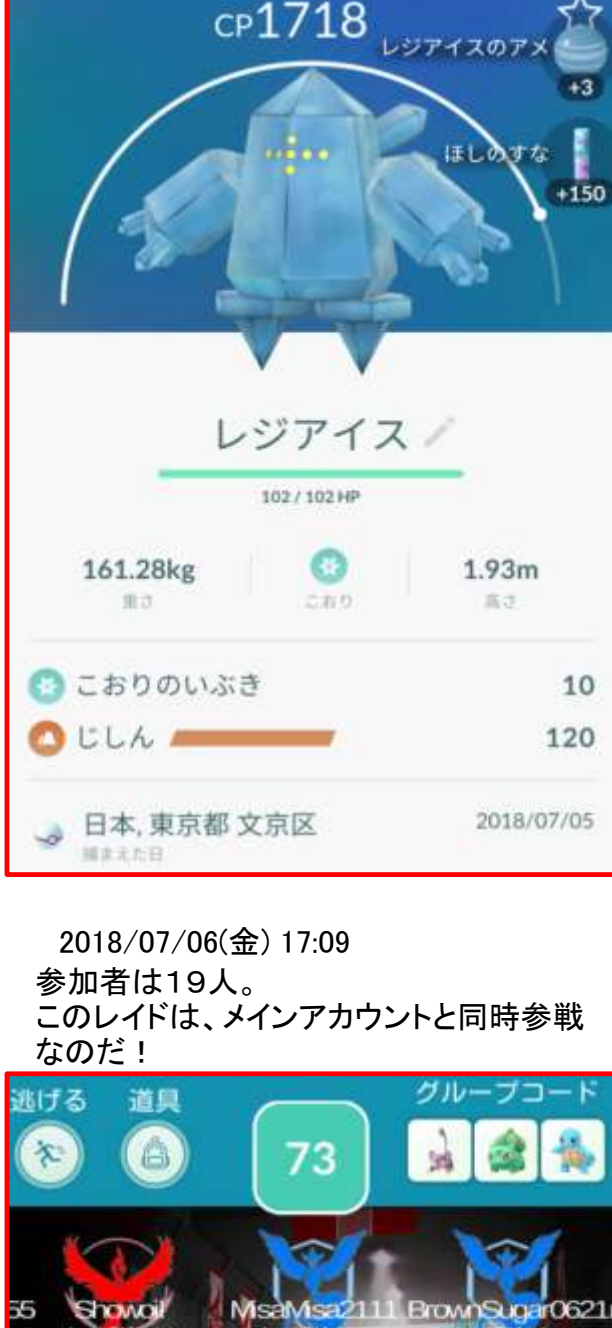 CP1718
レジアイスのアメ
+3
ほしのすな
+150
レジアイス
102 / 102 HP
161.28kg 1.93m
重さ こおり 高さ
こおりのいぶき 10
じしん 120
日本, 東京都 文京区 2018/07/05
捕まえた日
2018/07/06(金) 17:09
参加者は19人。
このレイドは、メインアカウントと同時参戦
なのだ！
逃げる 道具 グループコード
73
55 Showoil MisaMisa2111 BrownSugar0621